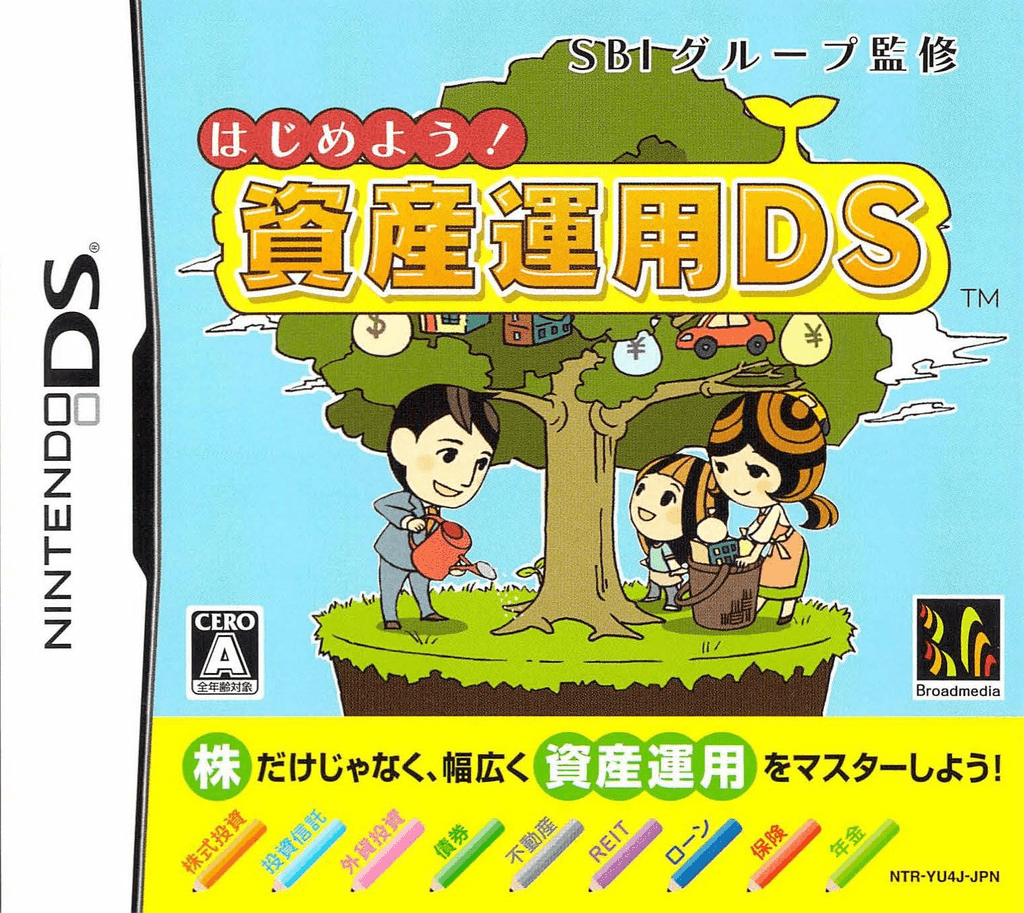 SBIグループ監修
はじめよう!
資産運用DS
TM
$
¥
¥
NINTENDO DS®
CERO
A
全年齢対象
Broadmedia
株だけじゃなく、幅広く資産運用をマスターしよう!
株式投資
投資信託
外貨投資
債券
不動産
REIT
ローン
保険
年金
NTR-YU4J-JPN